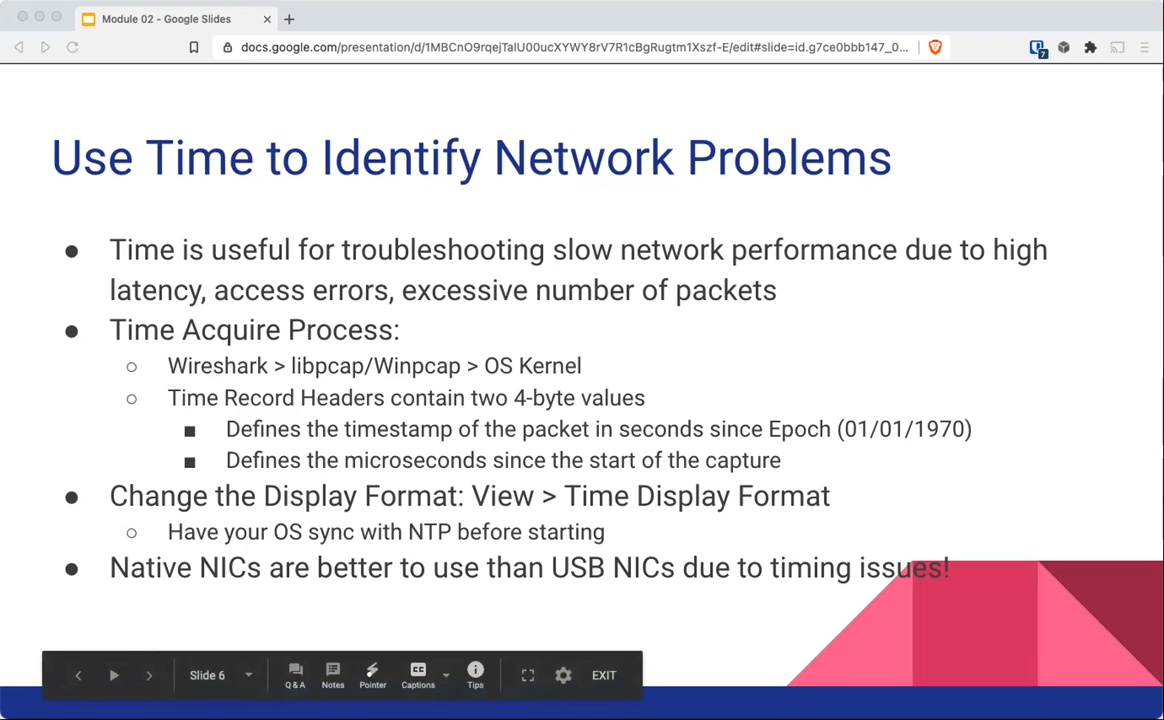 Module 02 - Google Slides
docs.google.com/presentation/d/1MBCnO9rqejTalU00ucXYWY8rV7R1cBgRugtm1Xszf-E/edit#slide=id.g7ce0bbb147_0...
7
Use Time to Identify Network Problems
● Time is useful for troubleshooting slow network performance due to high
latency, access errors, excessive number of packets
● Time Acquire Process:
○ Wireshark > libpcap/Winpcap > OS Kernel
○ Time Record Headers contain two 4-byte values
■ Defines the timestamp of the packet in seconds since Epoch (01/01/1970)
■ Defines the microseconds since the start of the capture
● Change the Display Format: View > Time Display Format
○ Have your OS sync with NTP before starting
● Native NICs are better to use than USB NICs due to timing issues!
Slide 6 Q & A Notes Pointer CC Captions Tips EXIT